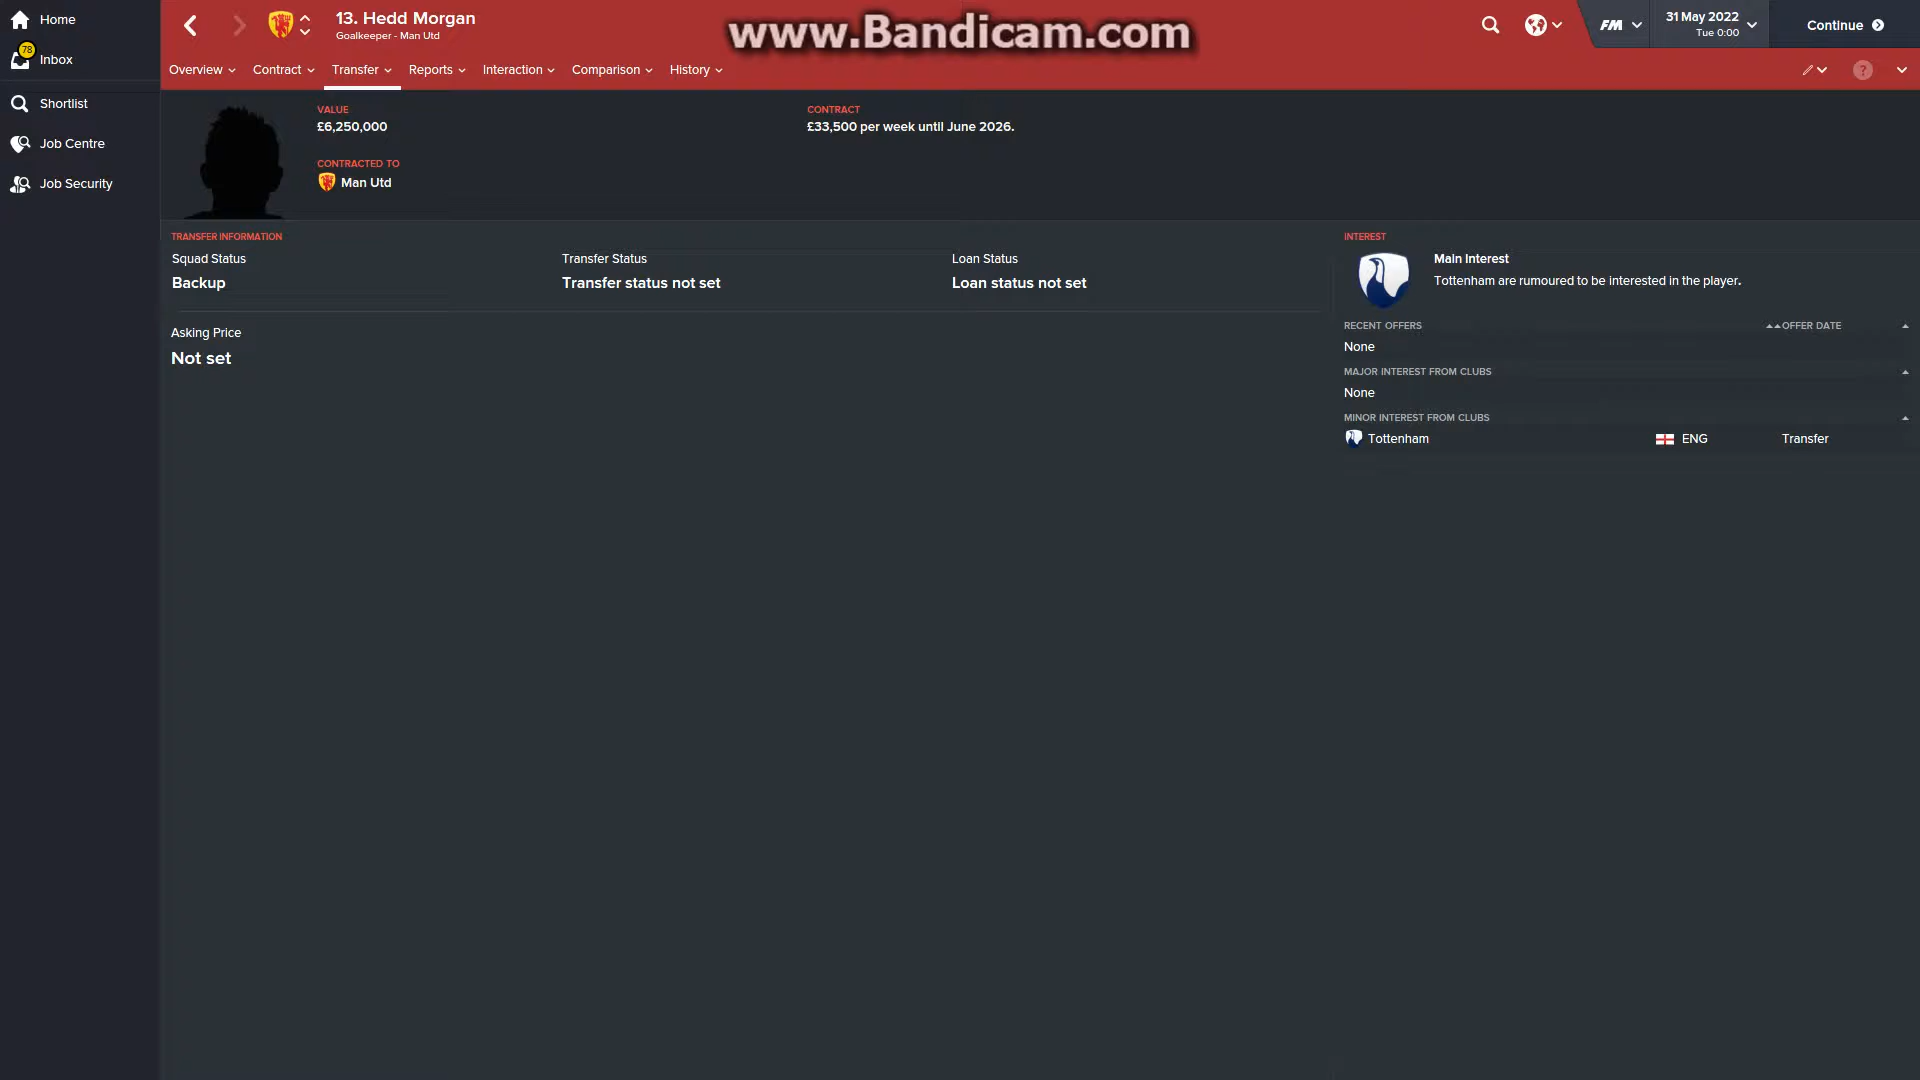 Home
78
Inbox
Shortlist
Job Centre
Job Security
13. Hedd Morgan
Goalkeeper - Man Utd
www.Bandicam.com
FM
31 May 2022
Tue 0:00
Continue
Overview
Contract
Transfer
Reports
Interaction
Comparison
History
?
VALUE
£6,250,000
CONTRACTED TO
Man Utd
CONTRACT
£33,500 per week until June 2026.
TRANSFER INFORMATION
Squad Status
Backup
Transfer Status
Transfer status not set
Loan Status
Loan status not set
Asking Price
Not set
INTEREST
Main Interest
Tottenham are rumoured to be interested in the player.
RECENT OFFERS OFFER DATE
None
MAJOR INTEREST FROM CLUBS
None
MINOR INTEREST FROM CLUBS
Tottenham ENG Transfer